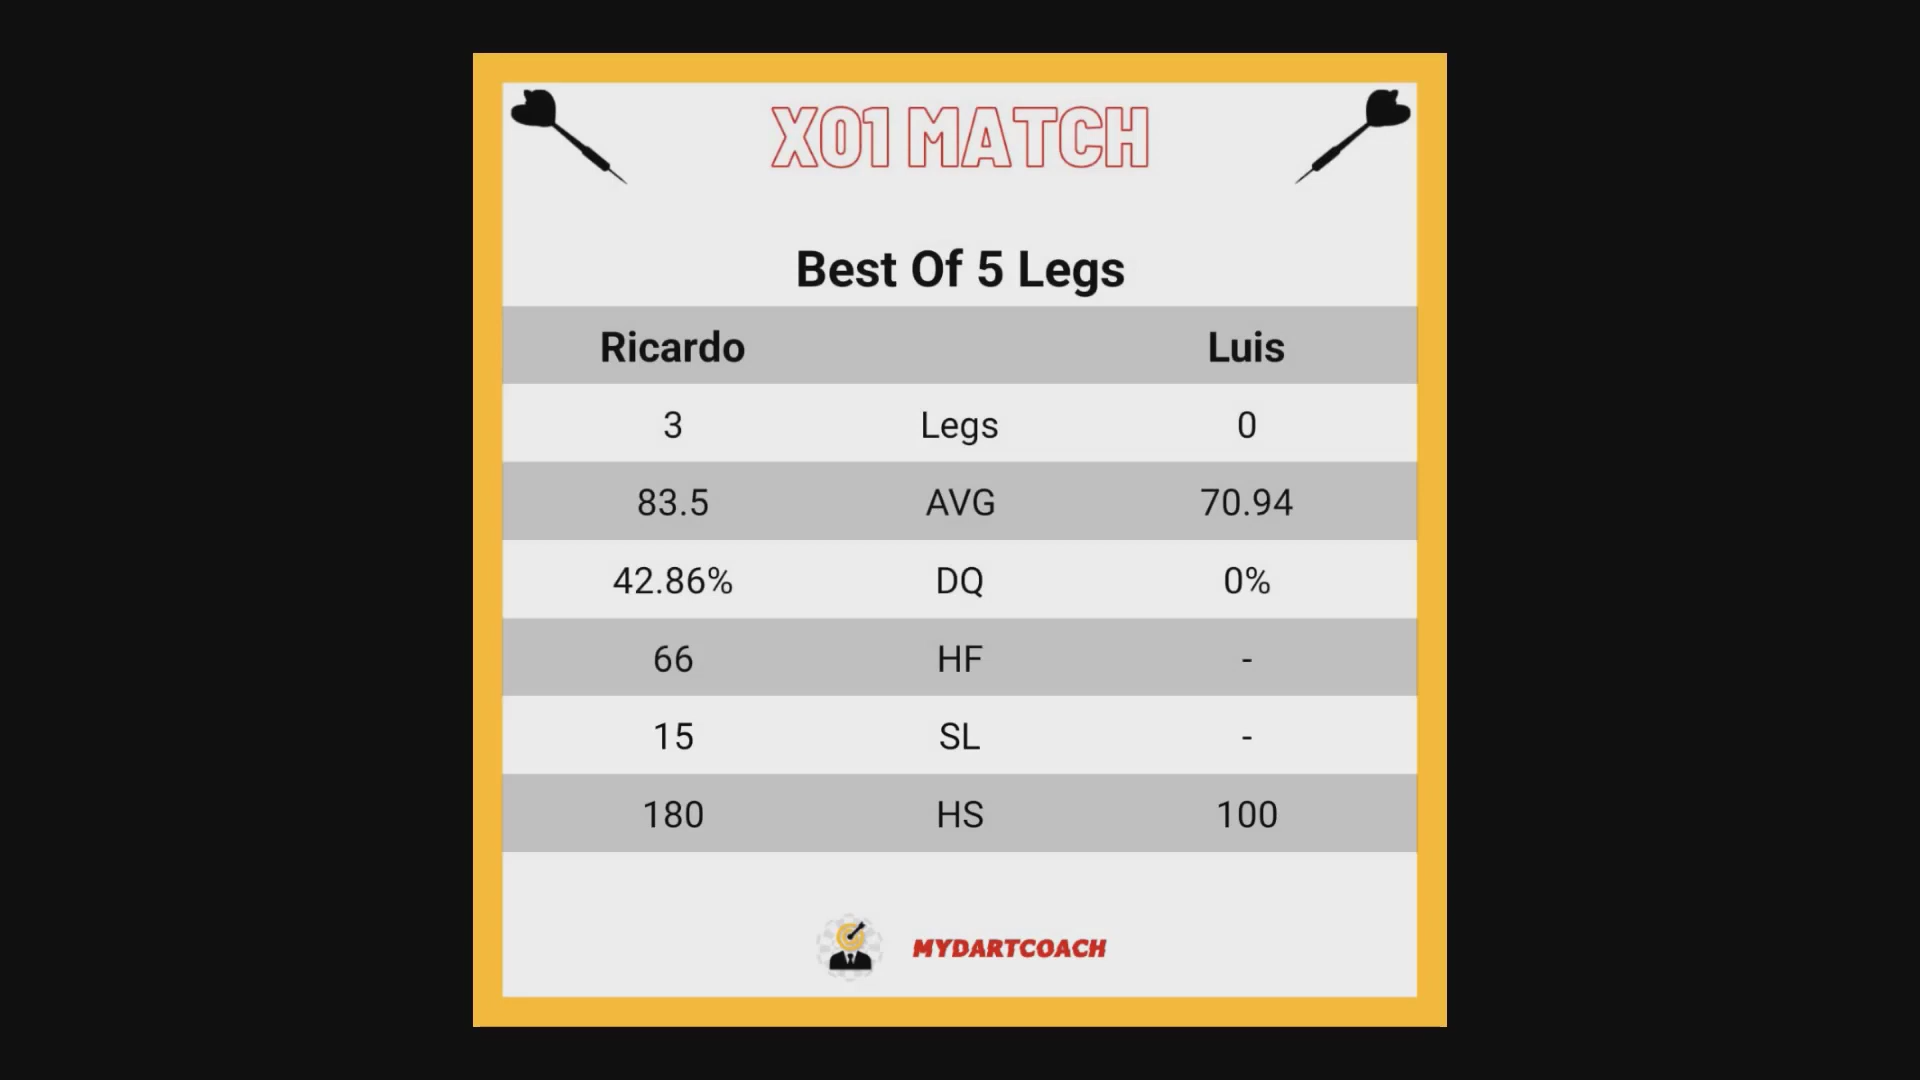 X01 MATCH
Best Of 5 Legs
Ricardo Luis
3 Legs 0
83.5 AVG 70.94
42.86% DQ 0%
66 HF -
15 SL -
180 HS 100
MYDARTCOACH